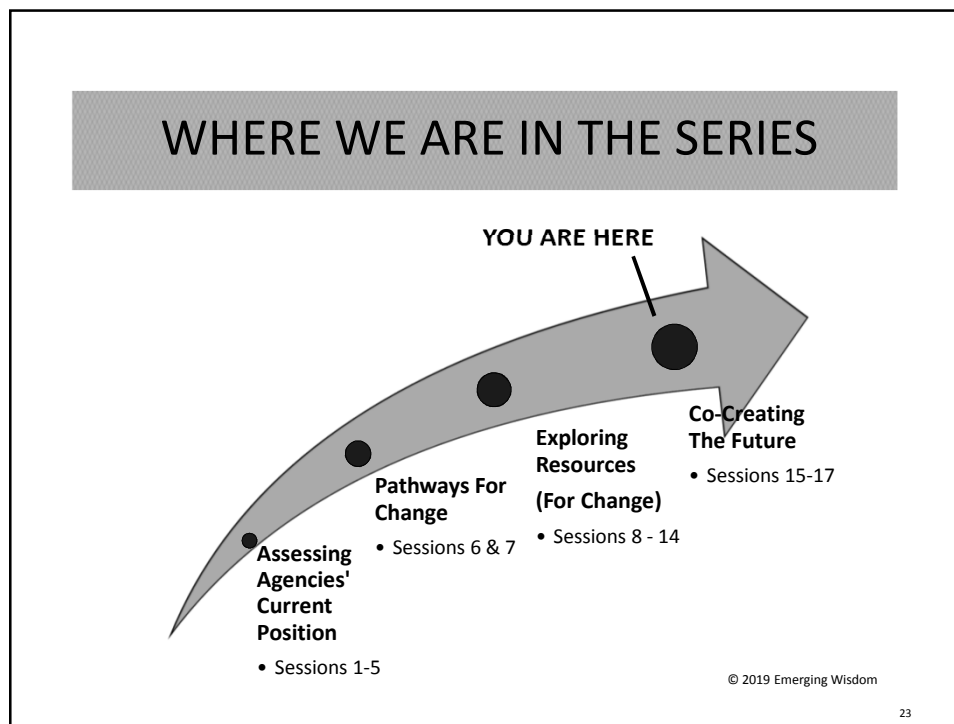 WHERE WE ARE IN THE SERIES
YOU ARE HERE
Assessing
Agencies'
Current
Position
• Sessions 1-5
Pathways For
Change
• Sessions 6 & 7
Exploring
Resources
(For Change)
• Sessions 8 - 14
Co-Creating
The Future
• Sessions 15-17
© 2019 Emerging Wisdom
23